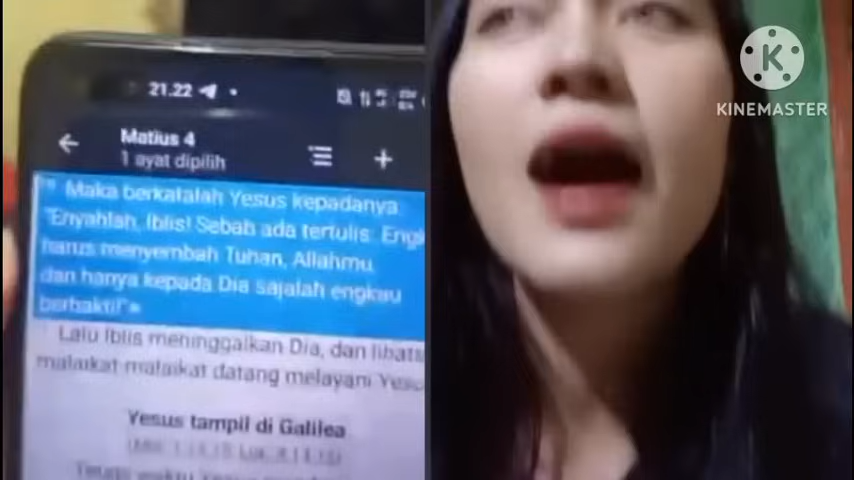 21.22
Matius 4
1 ayat dipilih
Maka berkatalah Yesus kepadanya:
"Enyahlah, Iblis! Sebab ada tertulis: Engk
harus menyembah Tuhan, Allahmu,
dan hanya kepada Dia sajalah engkau
berbakti!"
Lalu Iblis meninggalkan Dia, dan lihatl
malaikat-malaikat datang melayani Yesu
Yesus tampil di Galilea
K
KINEMASTER